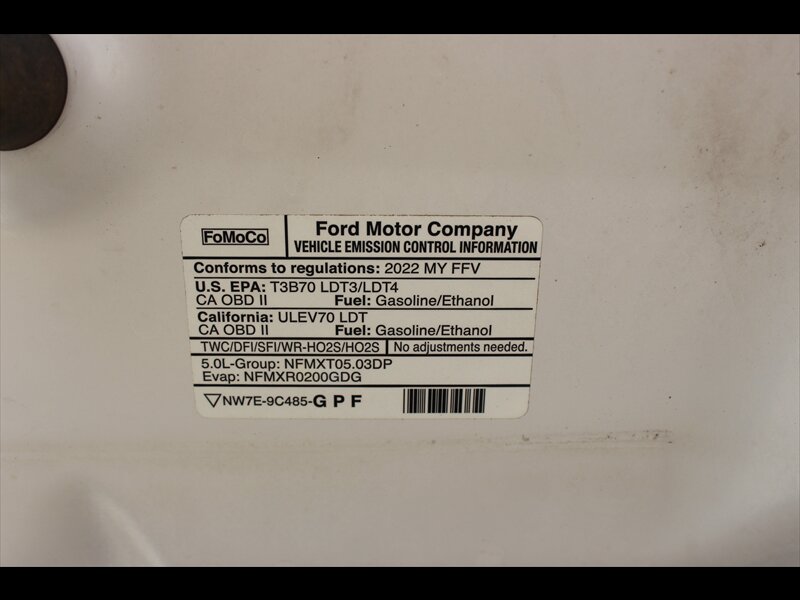 FoMoCo
Ford Motor Company
VEHICLE EMISSION CONTROL INFORMATION
Conforms to regulations: 2022 MY FFV
U.S. EPA: T3B70 LDT3/LDT4
CA OBD II Fuel: Gasoline/Ethanol
California: ULEV70 LDT
CA OBD II Fuel: Gasoline/Ethanol
TWC/DFI/SFI/WR-HO2S/HO2S No adjustments needed.
5.0L-Group: NFMXT05.03DP
Evap: NFMXR0200GDG
NW7E-9C485-G P F